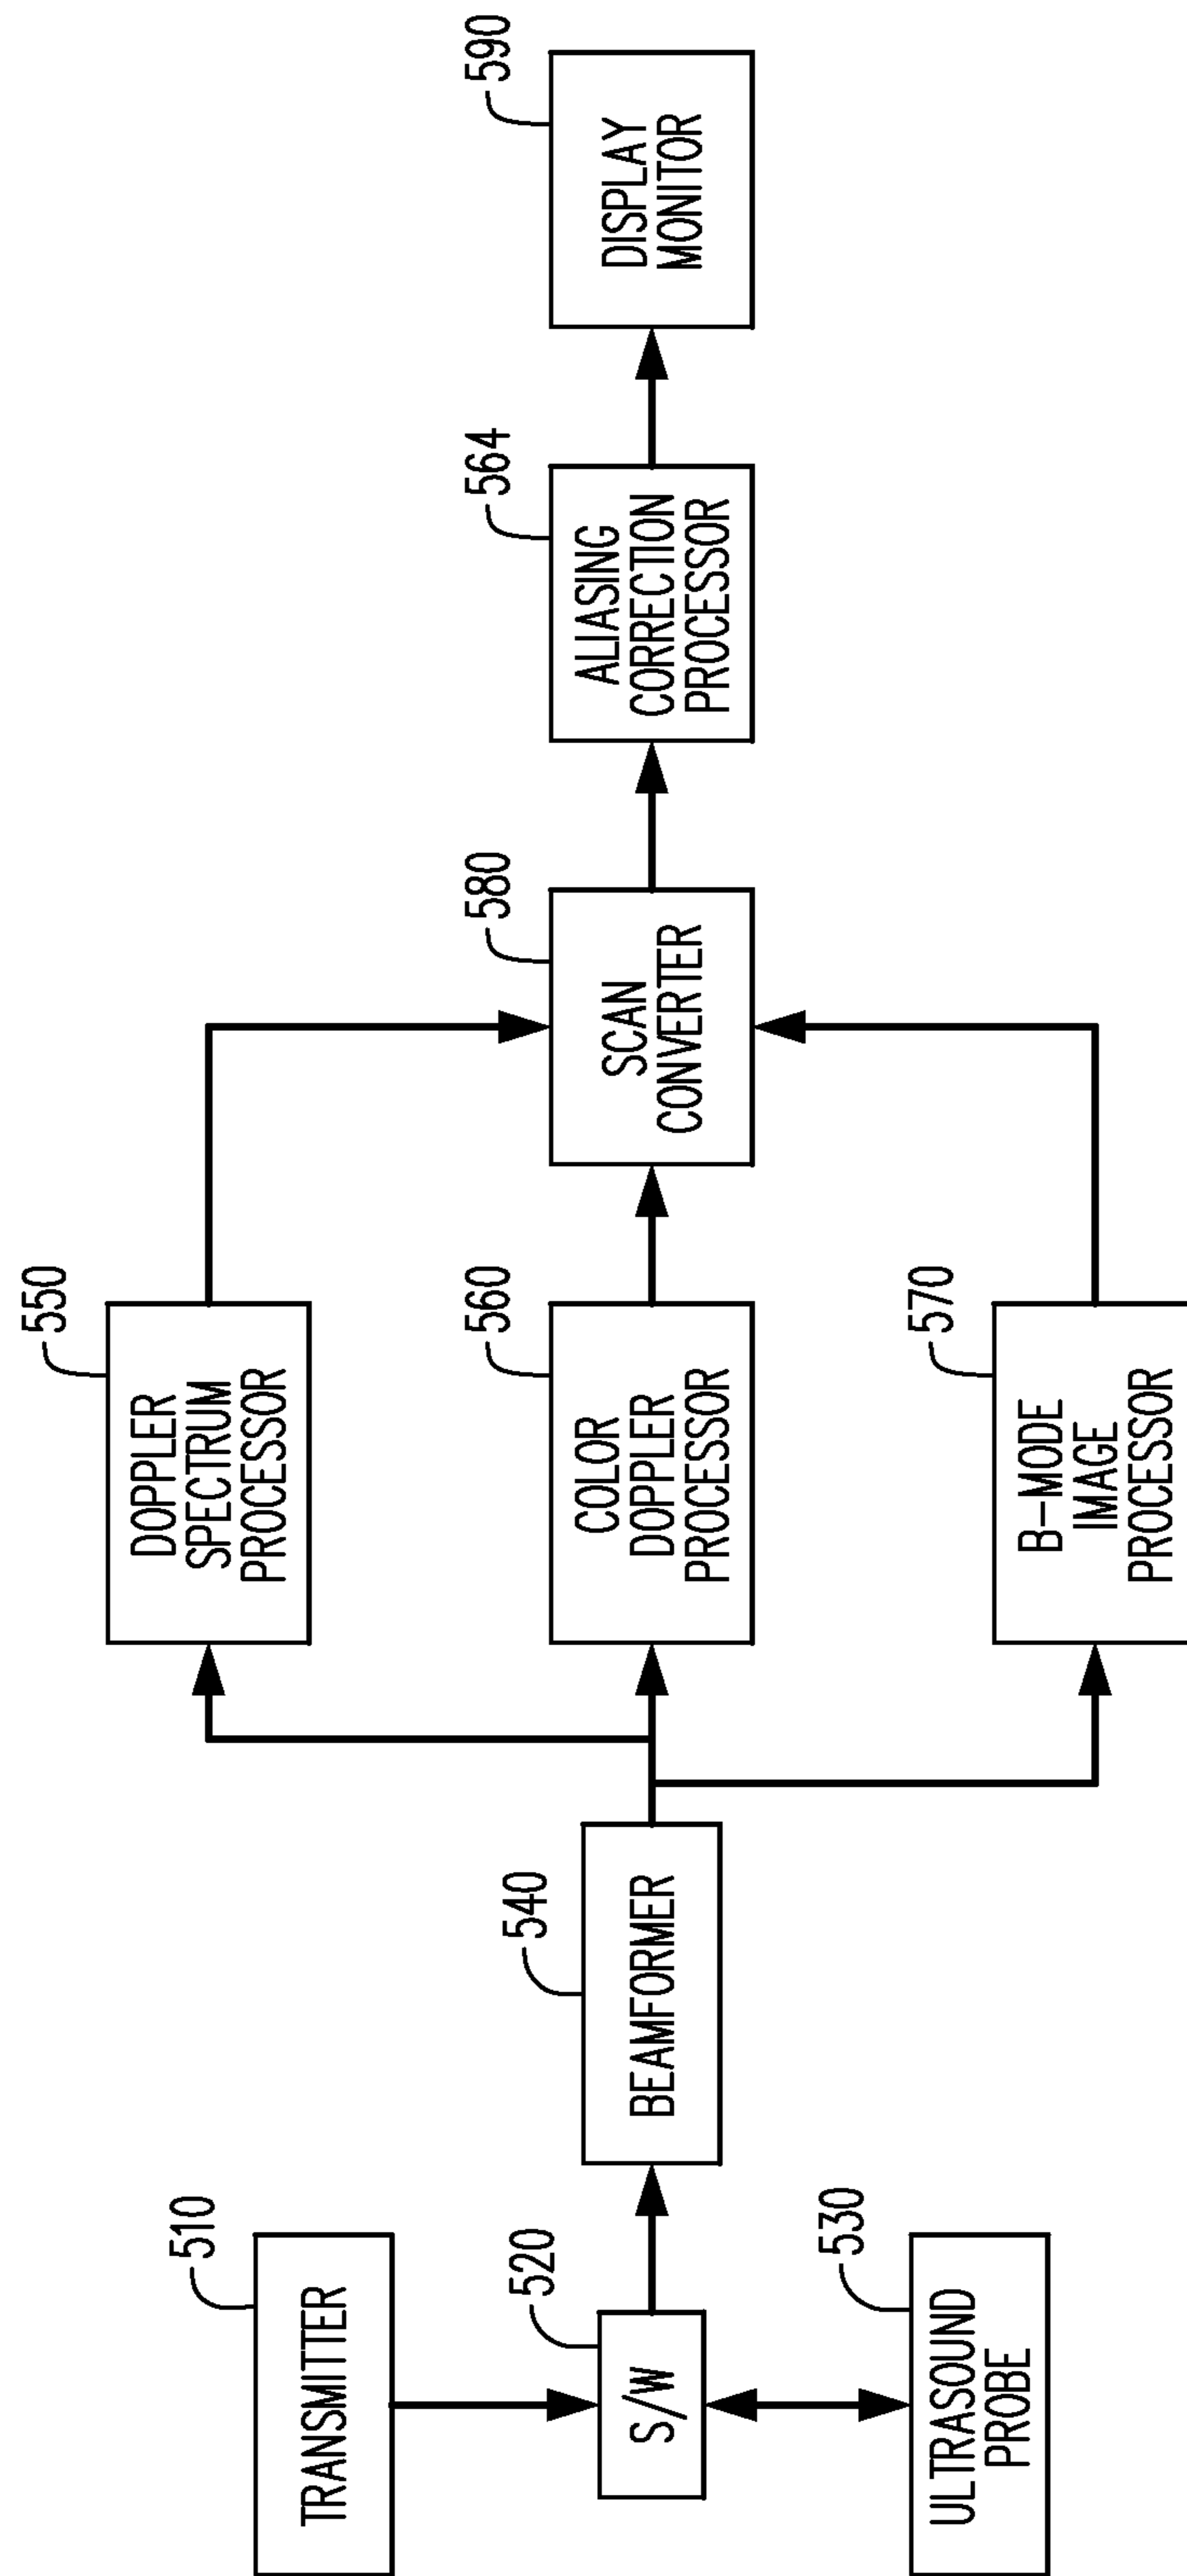 510
TRANSMITTER
520
S/W
530
ULTRASOUND
PROBE
540
BEAMFORMER
550
DOPPLER
SPECTRUM
PROCESSOR
560
COLOR
DOPPLER
PROCESSOR
570
B-MODE
IMAGE
PROCESSOR
580
SCAN
CONVERTER
564
ALIASING
CORRECTION
PROCESSOR
590
DISPLAY
MONITOR